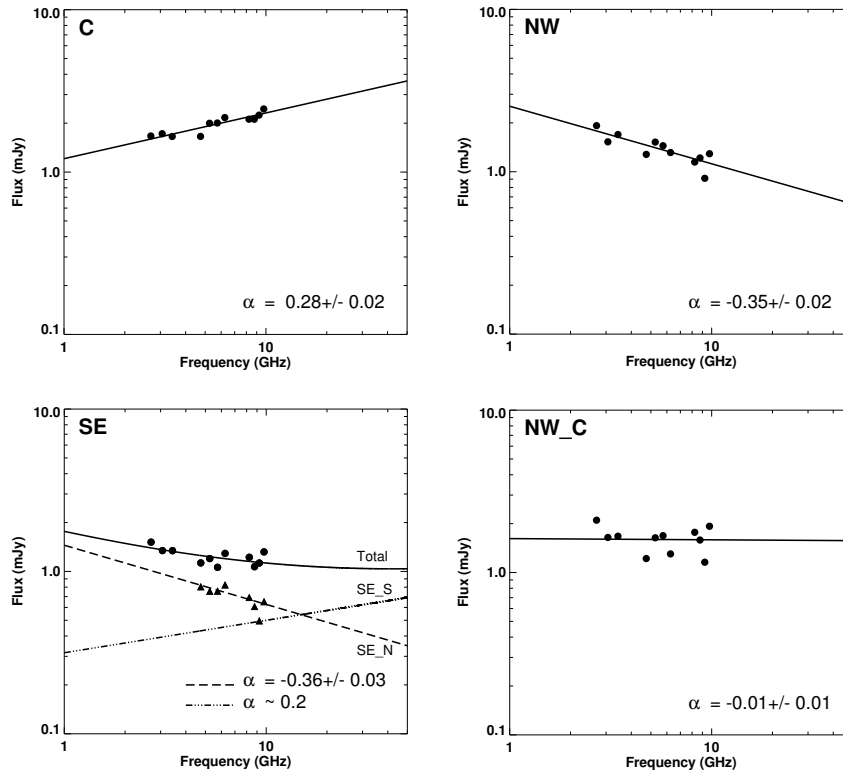 C
10.0
1.0
0.1
Flux (mJy)
α = 0.28+/- 0.02
1
10
Frequency (GHz)
NW
10.0
1.0
0.1
Flux (mJy)
α = -0.35+/- 0.02
1
10
Frequency (GHz)
SE
10.0
1.0
0.1
Flux (mJy)
Total
SE_S
SE_N
α = -0.36+/- 0.03
α ~ 0.2
1
10
Frequency (GHz)
NW_C
10.0
1.0
0.1
Flux (mJy)
α = -0.01+/- 0.01
1
10
Frequency (GHz)